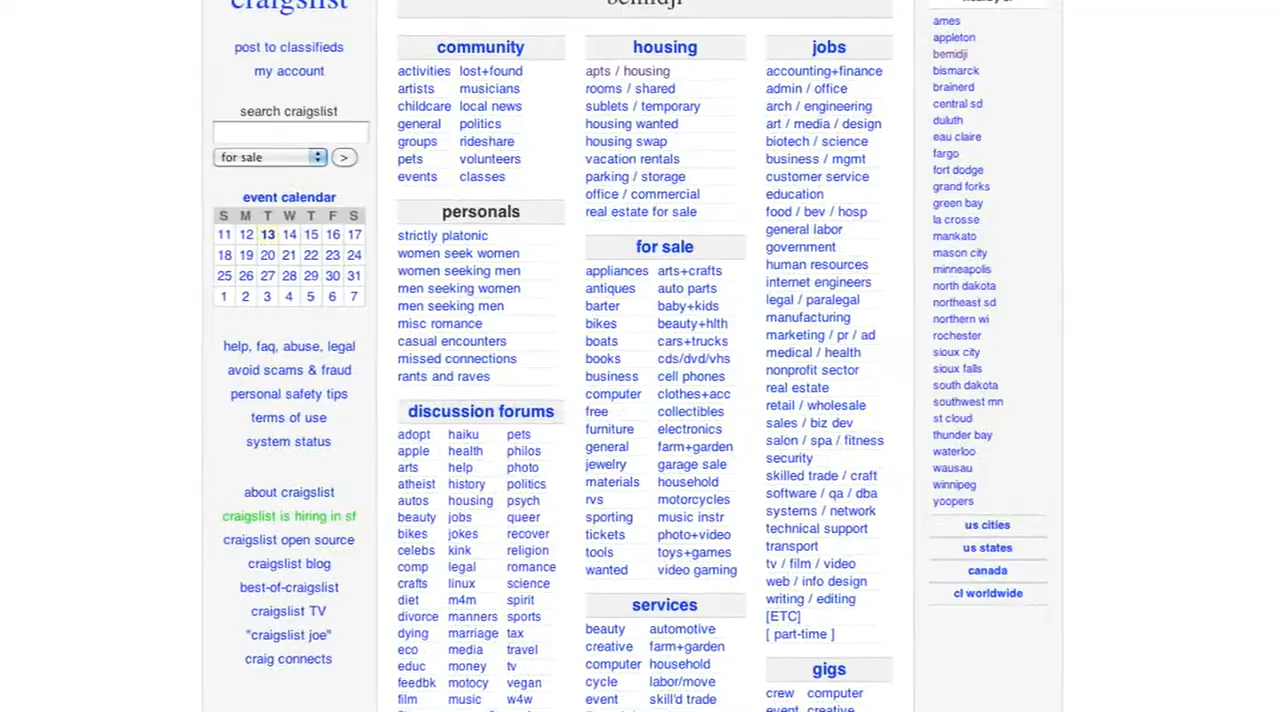 craigslist
post to classifieds
my account
search craigslist
for sale
>
event calendar
S M T W T F S
11 12 13 14 15 16 17
18 19 20 21 22 23 24
25 26 27 28 29 30 31
1 2 3 4 5 6 7
help, faq, abuse, legal
avoid scams & fraud
personal safety tips
terms of use
system status
about craigslist
craigslist is hiring in sf
craigslist open source
craigslist blog
best-of-craigslist
craigslist TV
"craigslist joe"
craig connects
bemidji
community
activities lost+found
artists musicians
childcare local news
general politics
groups rideshare
pets volunteers
events classes
personals
strictly platonic
women seek women
women seeking men
men seeking women
men seeking men
misc romance
casual encounters
missed connections
rants and raves
discussion forums
adopt haiku pets
apple health philos
arts help photo
atheist history politics
autos housing psych
beauty jobs queer
bikes jokes recover
celebs kink religion
comp legal romance
crafts linux science
diet m4m spirit
divorce manners sports
dying marriage tax
eco media travel
educ money tv
feedbk motocy vegan
film music w4w
housing
apts / housing
rooms / shared
sublets / temporary
housing wanted
housing swap
vacation rentals
parking / storage
office / commercial
real estate for sale
for sale
appliances arts+crafts
antiques auto parts
barter baby+kids
bikes beauty+hlth
boats cars+trucks
books cds/dvd/vhs
business cell phones
computer clothes+acc
free collectibles
furniture electronics
general farm+garden
jewelry garage sale
materials household
rvs motorcycles
sporting music instr
tickets photo+video
tools toys+games
wanted video gaming
services
beauty automotive
creative farm+garden
computer household
cycle labor/move
event skill'd trade
jobs
accounting+finance
admin / office
arch / engineering
art / media / design
biotech / science
business / mgmt
customer service
education
food / bev / hosp
general labor
government
human resources
internet engineers
legal / paralegal
manufacturing
marketing / pr / ad
medical / health
nonprofit sector
real estate
retail / wholesale
sales / biz dev
salon / spa / fitness
security
skilled trade / craft
software / qa / dba
systems / network
technical support
transport
tv / film / video
web / info design
writing / editing
[ETC]
[ part-time ]
gigs
crew computer
event creative
nearby cl
ames
appleton
bemidji
bismarck
brainerd
central sd
duluth
eau claire
fargo
fort dodge
grand forks
green bay
la crosse
mankato
mason city
minneapolis
north dakota
northeast sd
northern wi
rochester
sioux city
sioux falls
south dakota
southwest mn
st cloud
thunder bay
waterloo
wausau
winnipeg
yoopers
us cities
us states
canada
cl worldwide